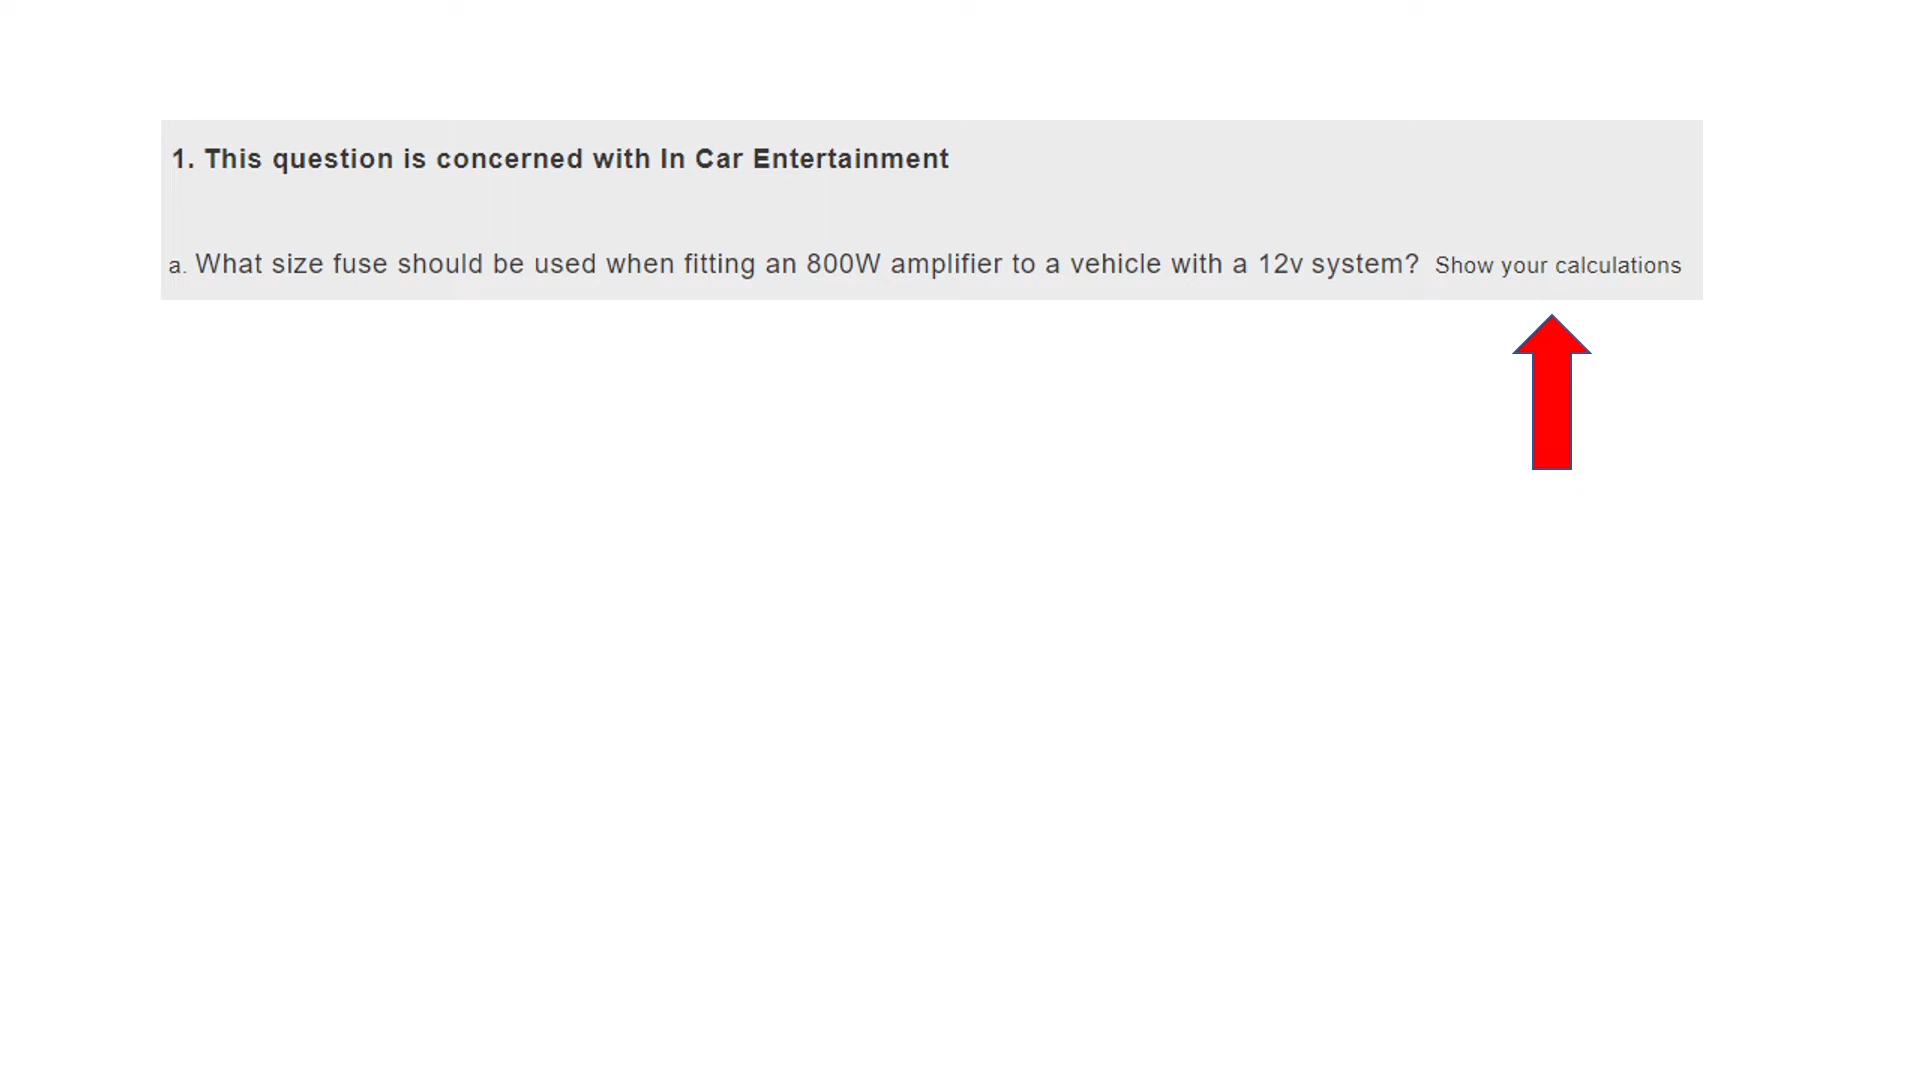 1. This question is concerned with In Car Entertainment
a. What size fuse should be used when fitting an 800W amplifier to a vehicle with a 12v system? Show your calculations